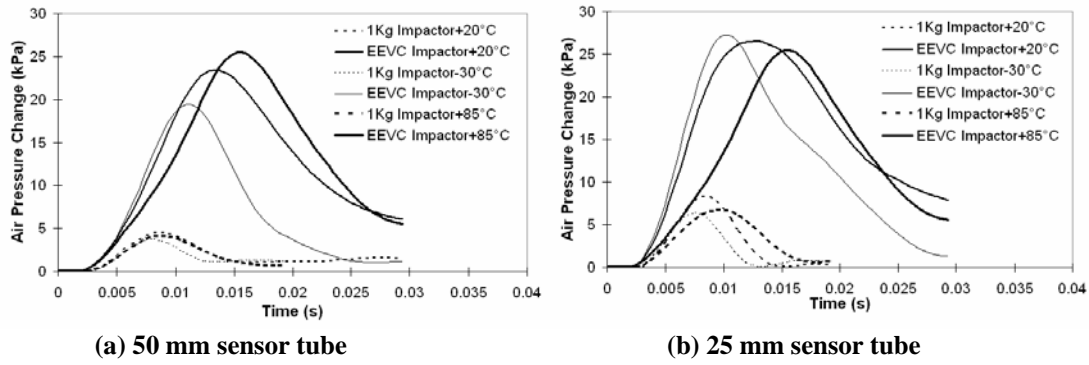 Air Pressure Change (kPa)
30
25
20
15
10
5
0
0 0.005 0.01 0.015 0.02 0.025 0.03 0.035 0.04
Time (s)
1Kg Impactor+20°C
EEVC Impactor+20°C
1Kg Impactor-30°C
EEVC Impactor-30°C
1Kg Impactor+85°C
EEVC Impactor+85°C
(a) 50 mm sensor tube
Air Pressure Change (kPa)
30
25
20
15
10
5
0
0 0.005 0.01 0.015 0.02 0.025 0.03 0.035 0.04
Time (s)
1Kg Impactor+20°C
EEVC Impactor+20°C
1Kg Impactor-30°C
EEVC Impactor-30°C
1Kg Impactor+85°C
EEVC Impactor+85°C
(b) 25 mm sensor tube